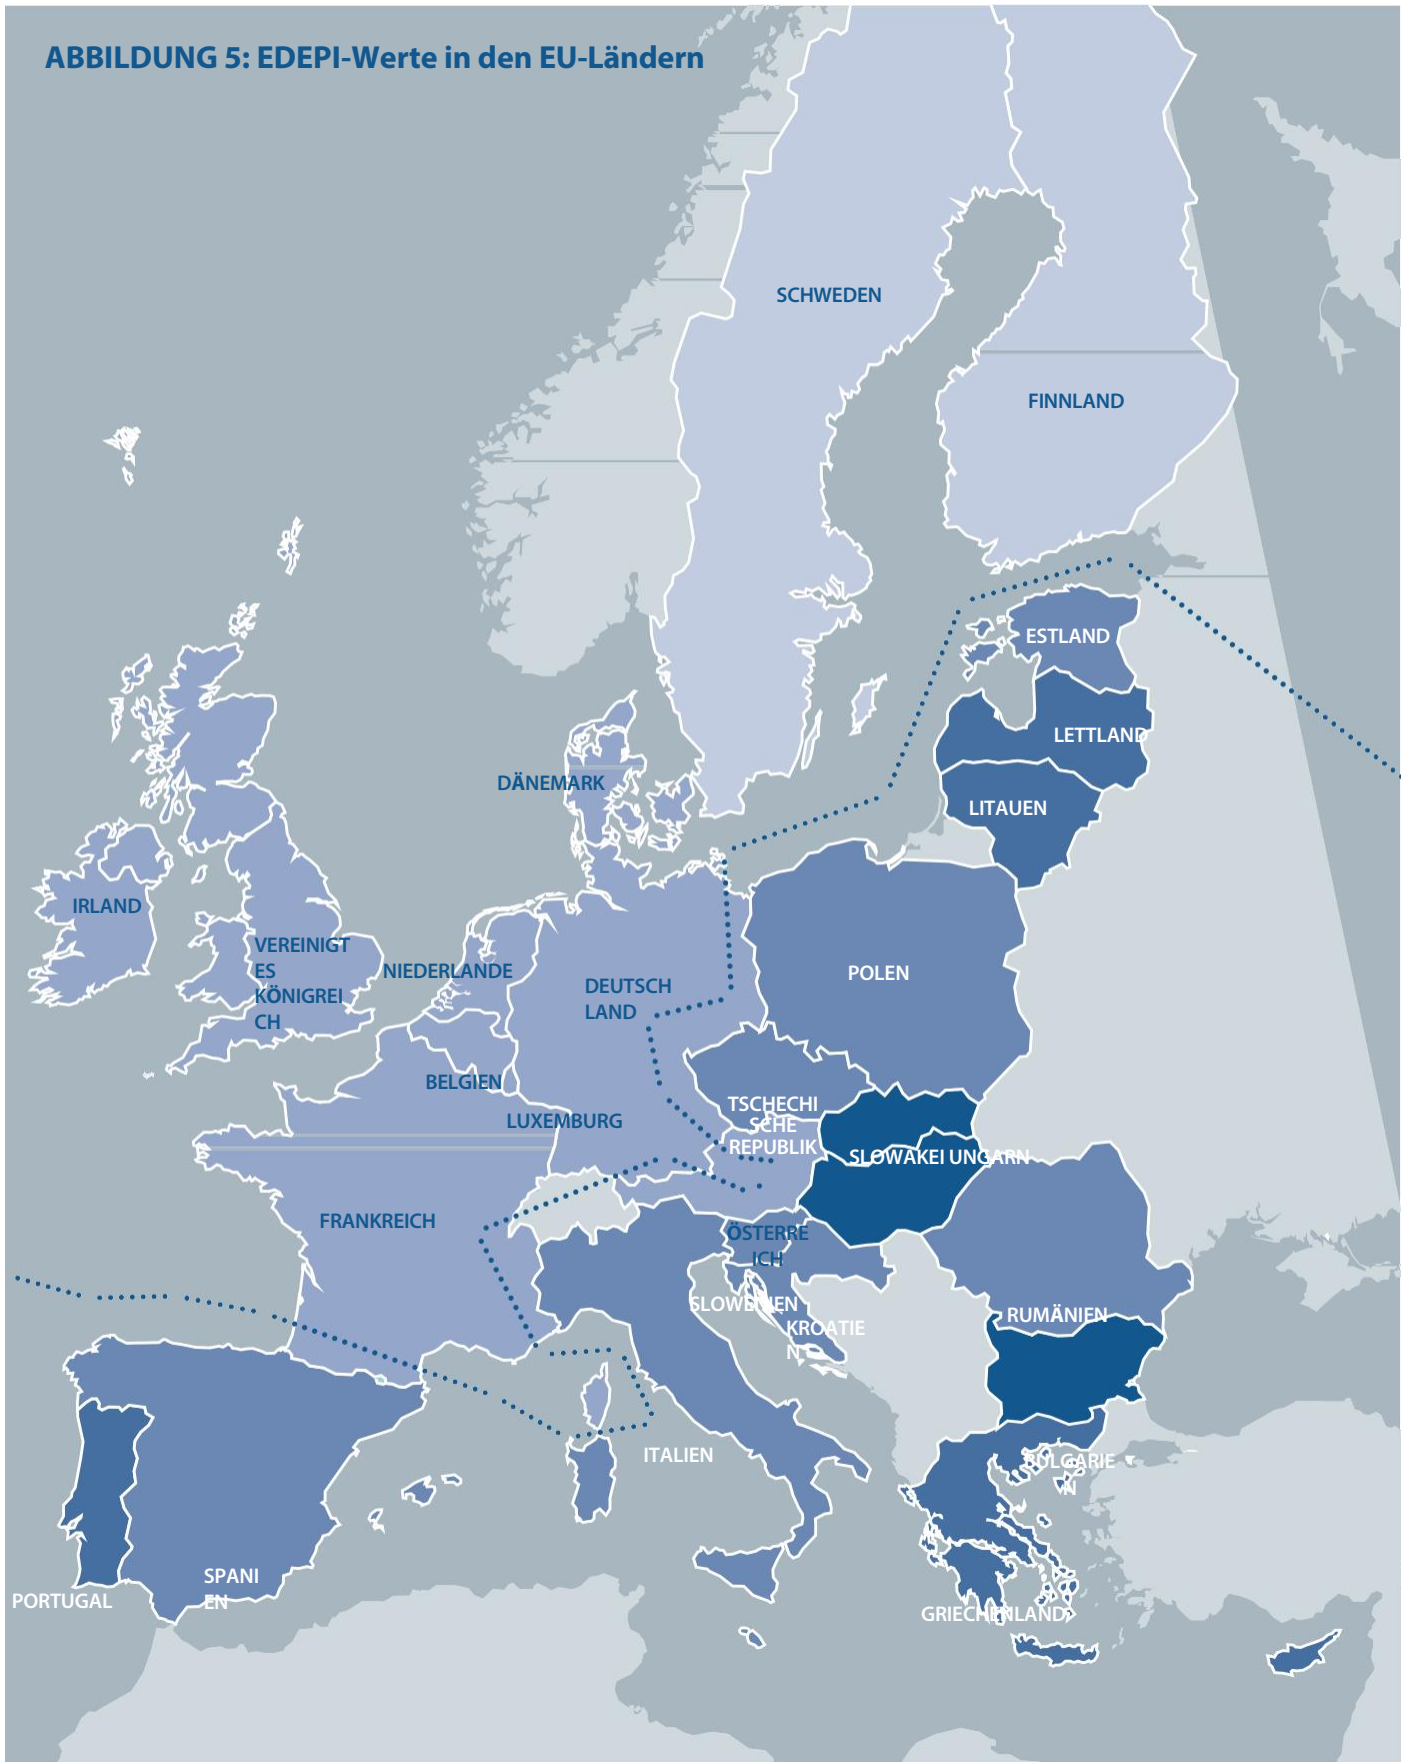 ABBILDUNG 5: EDEPI-Werte in den EU-Ländern
SCHWEDEN
FINNLAND
ESTLAND
LETTLAND
DÄNEMARK
LITAUEN
IRLAND
VEREINIGT
ES
KÖNIGREI
CH
NIEDERLANDE
DEUTSCH
LAND
POLEN
BELGIEN
LUXEMBURG
TSCHECHI
SCHE
REPUBLIK
SLOWAKEI UNGARN
FRANKREICH
ÖSTERRE
ICH
SLOWENIEN
KROATIE
N
RUMÄNIEN
ITALIEN
BULGARIE
N
SPANI
EN
PORTUGAL
GRIECHENLAND